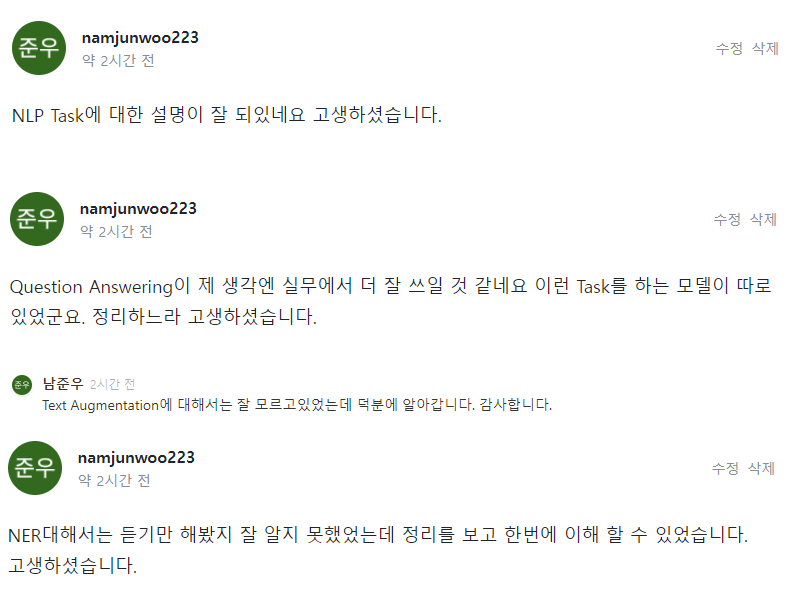 준우
namjunwoo223
수정 삭제
약 2시간 전
NLP Task에 대한 설명이 잘 되있네요 고생하셨습니다.
준우
namjunwoo223
수정 삭제
약 2시간 전
Question Answering이 제 생각엔 실무에서 더 잘 쓰일 것 같네요 이런 Task를 하는 모델이 따로
있었군요. 정리하느라 고생하셨습니다.
준우 남준우 2시간 전
Text Augmentation에 대해서는 잘 모르고있었는데 덕분에 알아갑니다. 감사합니다.
준우
namjunwoo223
수정 삭제
약 2시간 전
NER대해서는 듣기만 해봤지 잘 알지 못했었는데 정리를 보고 한번에 이해 할 수 있었습니다.
고생하셨습니다.